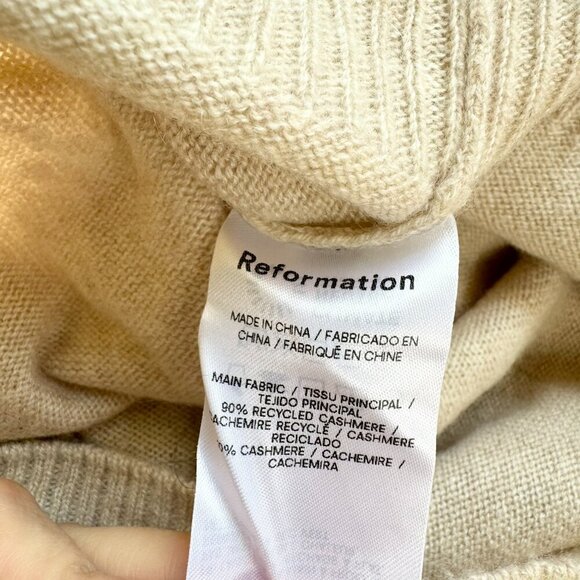 Reformation
MADE IN CHINA / FABRICADO EN
CHINA / FABRIQUÉ EN CHINE
MAIN FABRIC / TISSU PRINCIPAL /
TEJIDO PRINCIPAL
90% RECYCLED CASHMERE /
CACHEMIRE RECYCLÉ / CASHMERE
RECICLADO
0% CASHMERE / CACHEMIRE /
CACHEMIRA